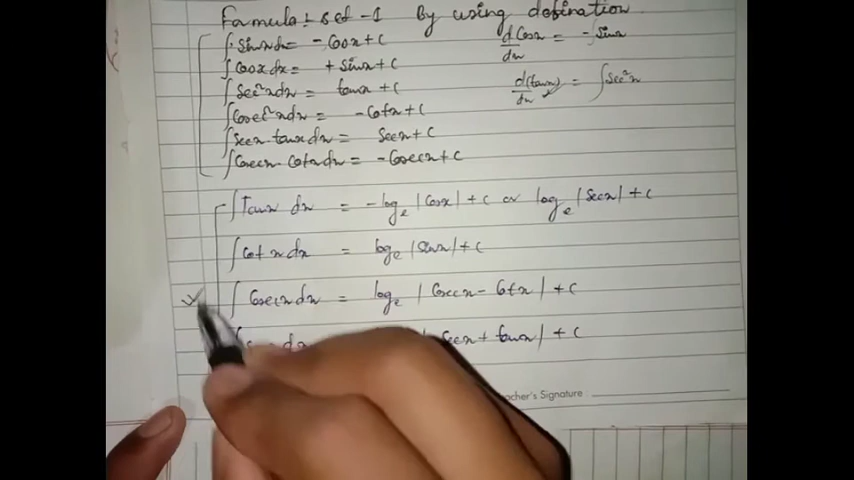 Formula: set -1 By using defination
∫ sinx dx = - Cosx + C
d Cosx / dx = - ∫ sinx
∫ Cosx dx = + sinx + C
∫ Sec²x dx = tanx + C
d(tanx) / dx = ∫ Sec²x
∫ Cosec²x dx = - Cotx + C
∫ Secx tanx dx = Secx + C
∫ Cosecx Cotx dx = - Cosecx + C
∫ Tanx dx = - logₑ |Cosx| + C or logₑ |Secx| + C
∫ Cot x dx = logₑ |sinx| + C
∫ Cosecx dx = logₑ | Cosecx - Cotx | + C
Secx + tanx | + C
Signature